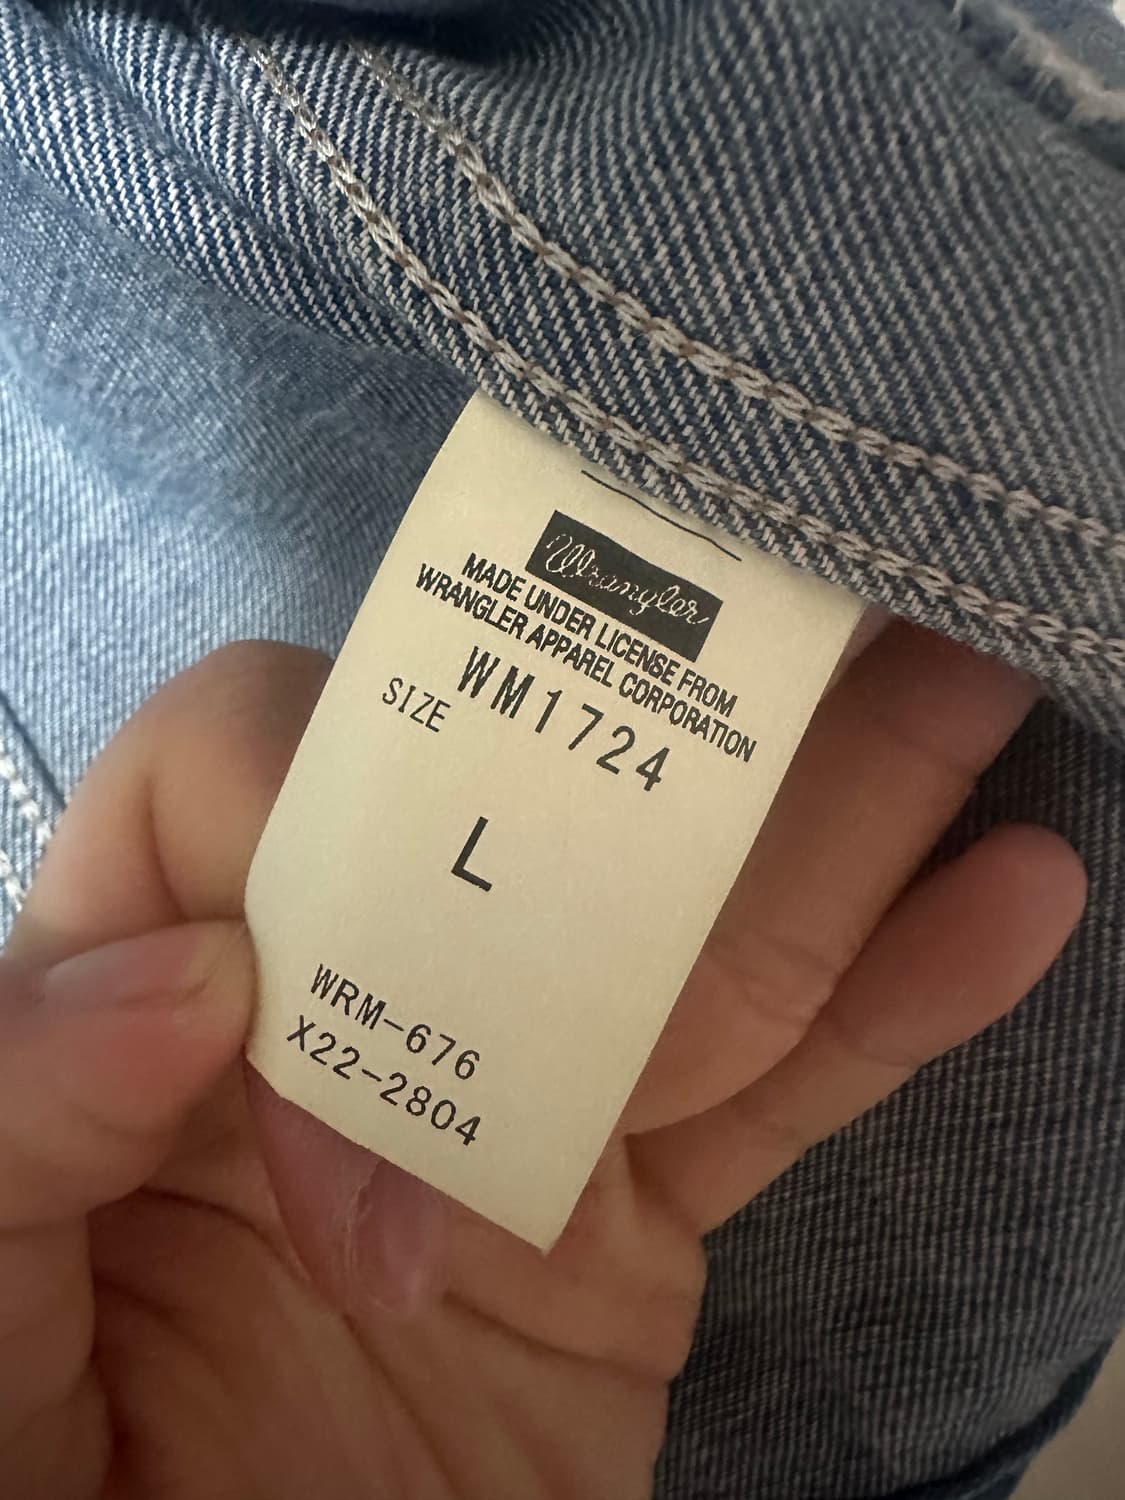 Wrangler
MADE UNDER LICENSE FROM
WRANGLER APPAREL CORPORATION
WM1724
SIZE
L
WRM-676
X22-2804